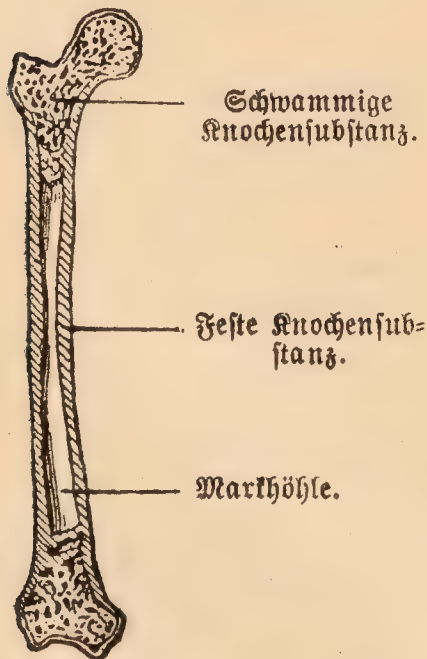 Schwammige
Knochensubstanz.
Feste Knochensub-
stanz.
Markhöhle.